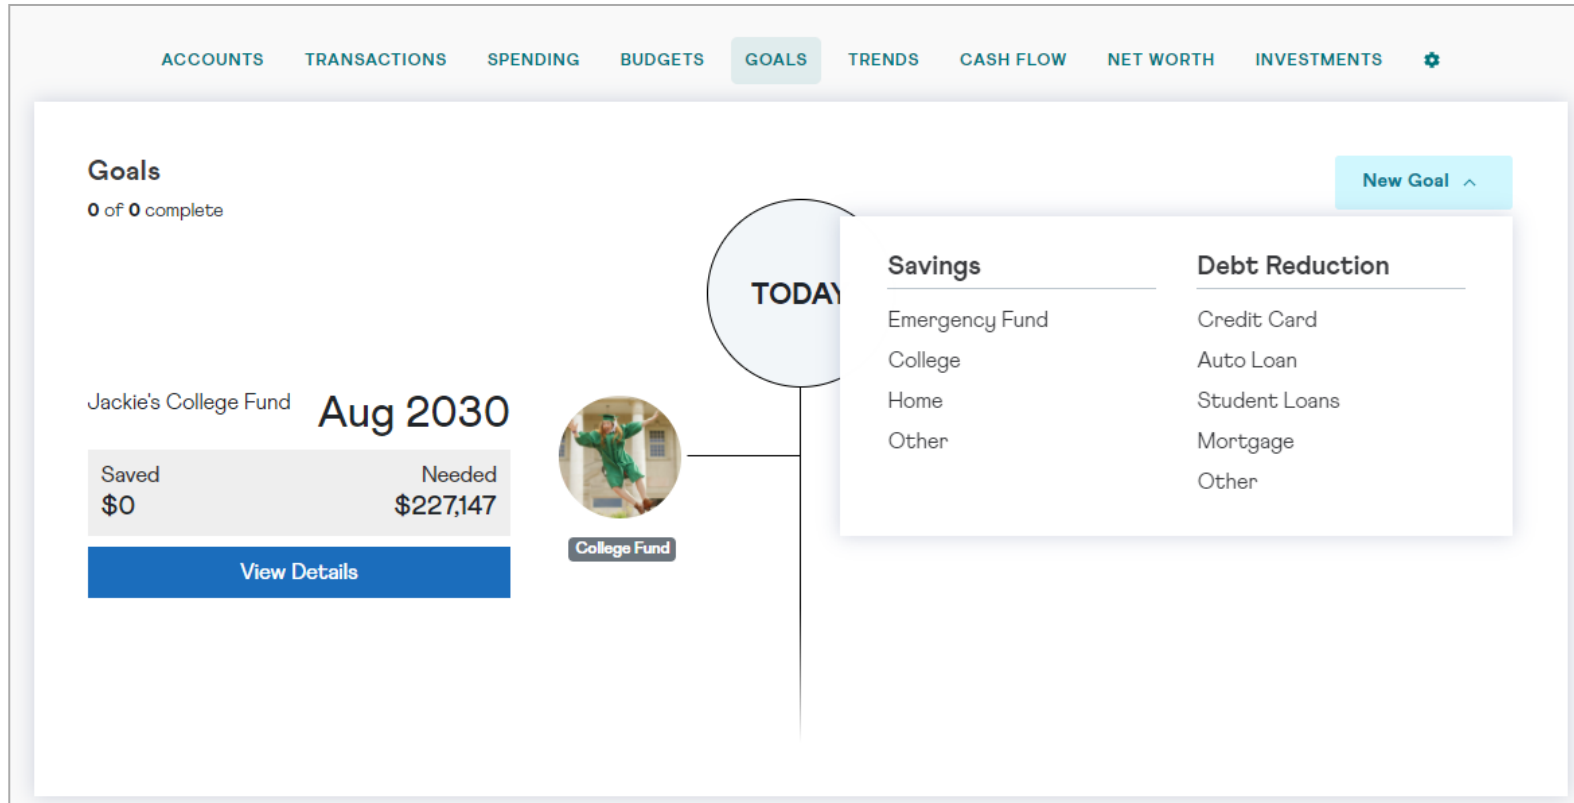 ACCOUNTS TRANSACTIONS SPENDING BUDGETS GOALS TRENDS CASH FLOW NET WORTH INVESTMENTS
Goals
0 of 0 complete
New Goal
TODAY
Savings
Emergency Fund
College
Home
Other
Debt Reduction
Credit Card
Auto Loan
Student Loans
Mortgage
Other
Jackie's College Fund Aug 2030
Saved Needed
$0 $227,147
View Details
College Fund